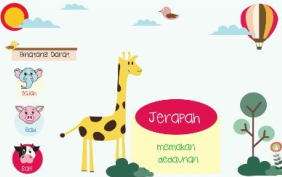 Binatang Darat
Gajah
Babi
Sapi
Jerapah
memakan
dedaunan